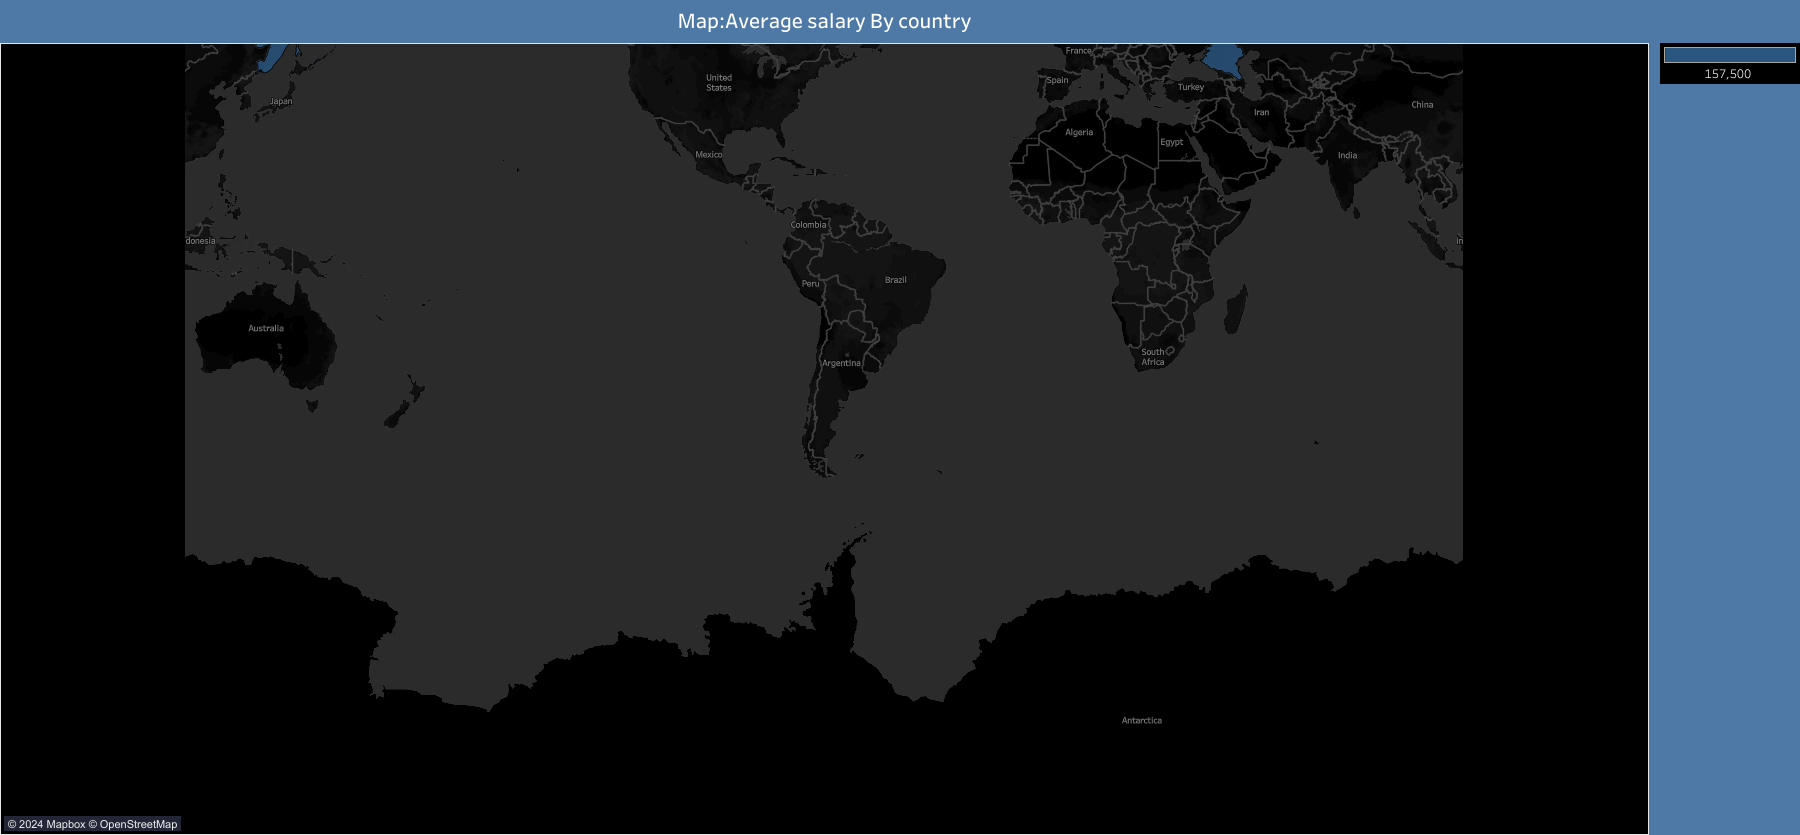 Map:Average salary By country
157,500
France
United
States
Spain
Turkey
Japan
China
Iran
Algeria
Egypt
Mexico
India
Colombia
donesia
In
Brazil
Peru
Australia
South
Africa
Argentina
Antarctica
© 2024 Mapbox © OpenStreetMap